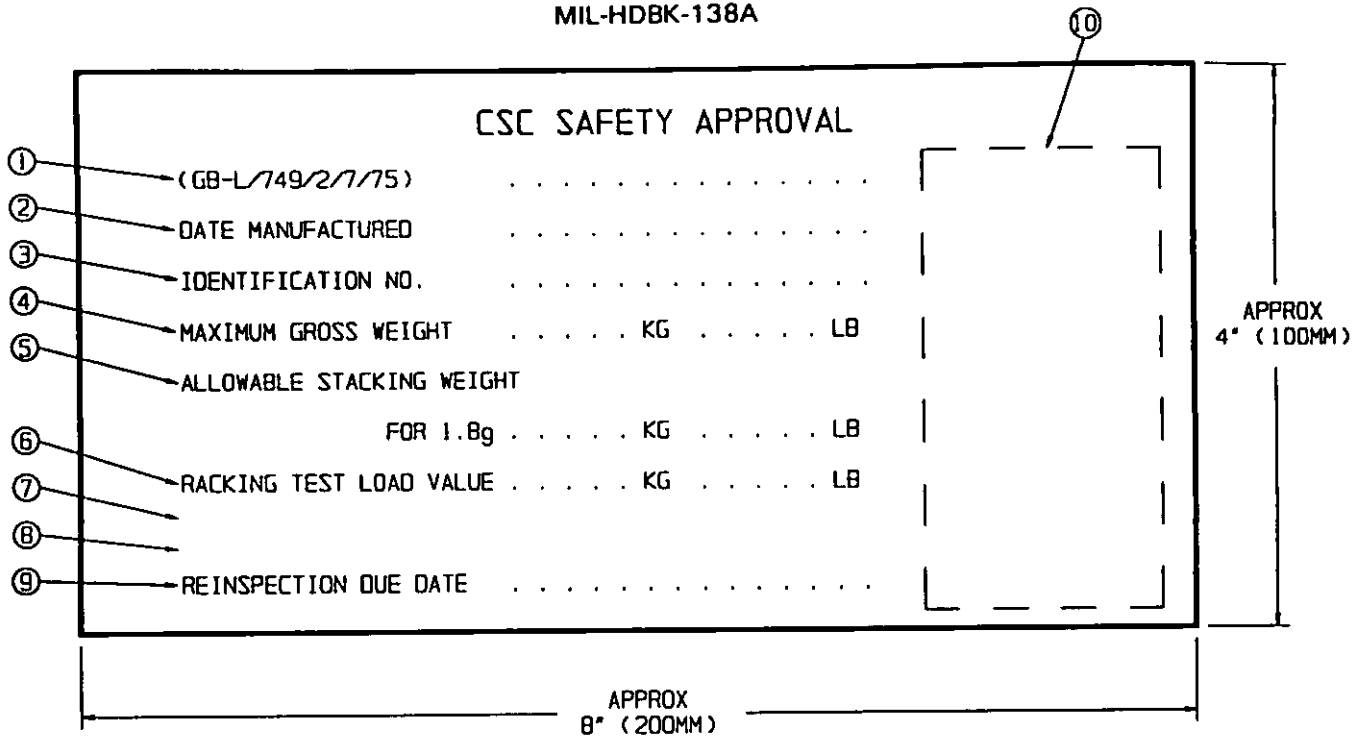 MIL-HDBK-138A
⑩
CSC SAFETY APPROVAL
① (GB-L/749/2/7/75) . . . . . . . . . . . . . .
② DATE MANUFACTURED . . . . . . . . . . . . . .
③ IDENTIFICATION NO. . . . . . . . . . . . . . .
④ MAXIMUM GROSS WEIGHT . . . . . KG . . . . . LB
APPROX
4" (100MM)
⑤ ALLOWABLE STACKING WEIGHT
FOR 1.8g . . . . . KG . . . . . LB
⑥ RACKING TEST LOAD VALUE . . . . . KG . . . . . LB
⑦
⑧
⑨ REINSPECTION DUE DATE . . . . . . . . . . . . . .
APPROX
8" (200MM)